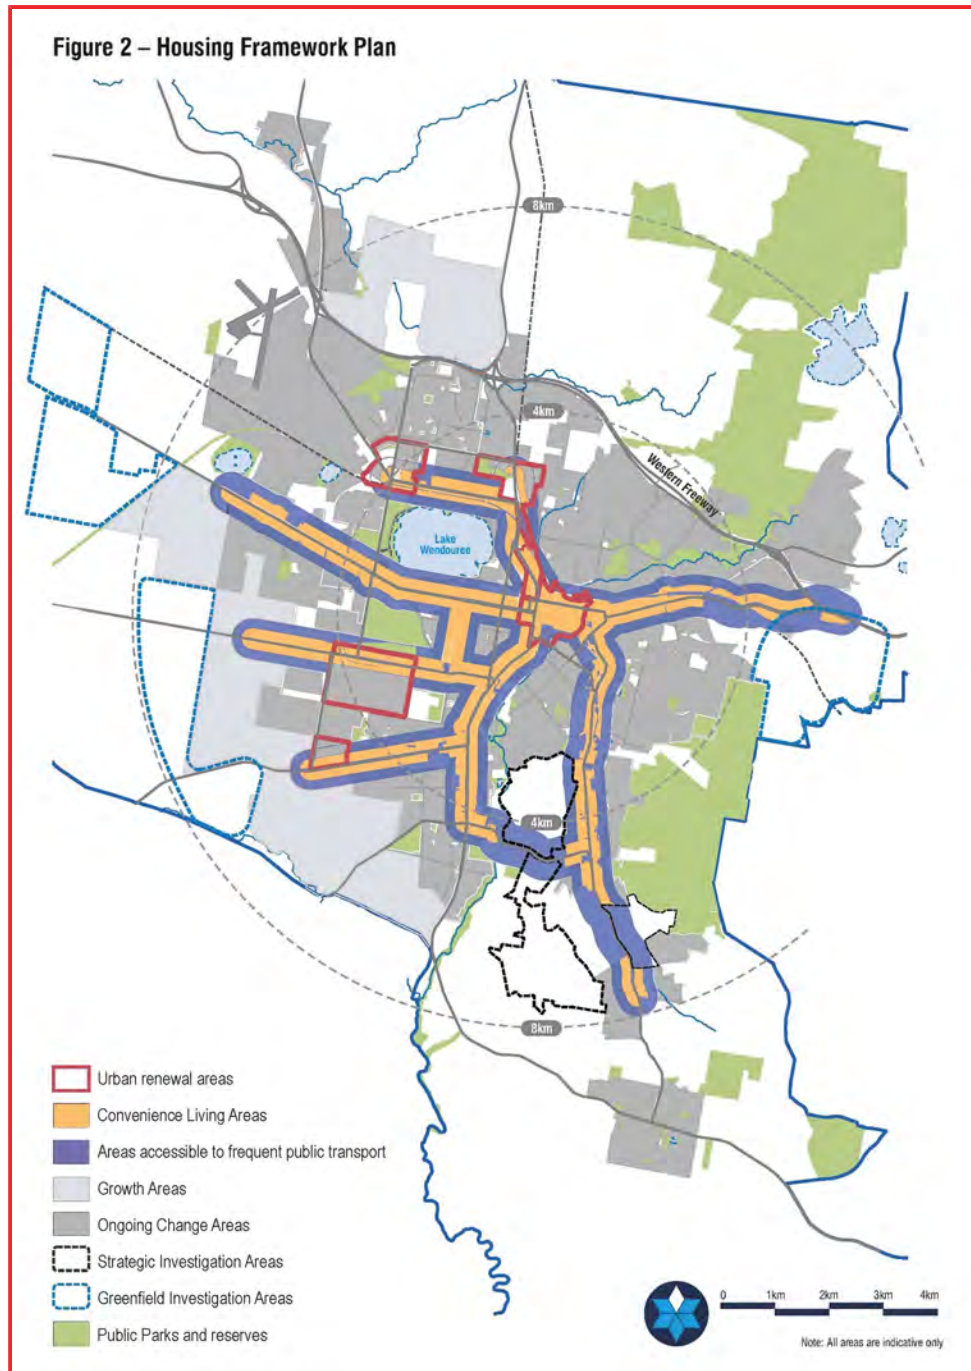 Figure 2 – Housing Framework Plan
8km
4km
Western Freeway
Lake
Wendouree
4km
8km
Urban renewal areas
Convenience Living Areas
Areas accessible to frequent public transport
Growth Areas
Ongoing Change Areas
Strategic Investigation Areas
Greenfield Investigation Areas
Public Parks and reserves
0 1km 2km 3km 4km
Note: All areas are indicative only